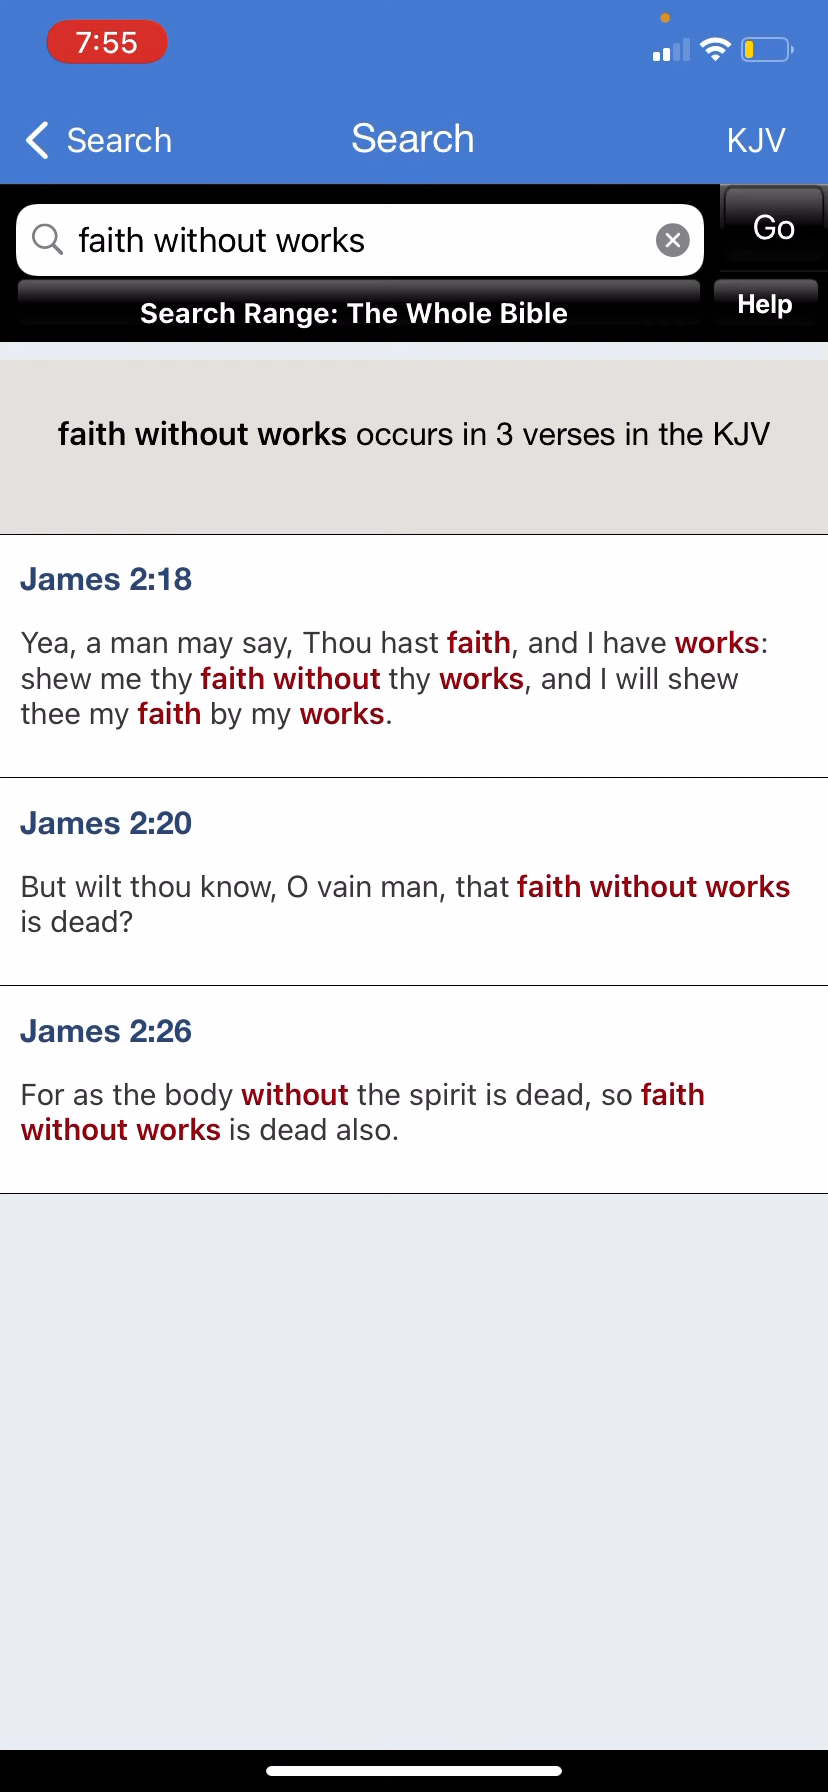 7:55
Search
Search
KJV
faith without works
Go
Search Range: The Whole Bible
Help
faith without works occurs in 3 verses in the KJV
James 2:18
Yea, a man may say, Thou hast faith, and I have works:
shew me thy faith without thy works, and I will shew
thee my faith by my works.
James 2:20
But wilt thou know, O vain man, that faith without works
is dead?
James 2:26
For as the body without the spirit is dead, so faith
without works is dead also.